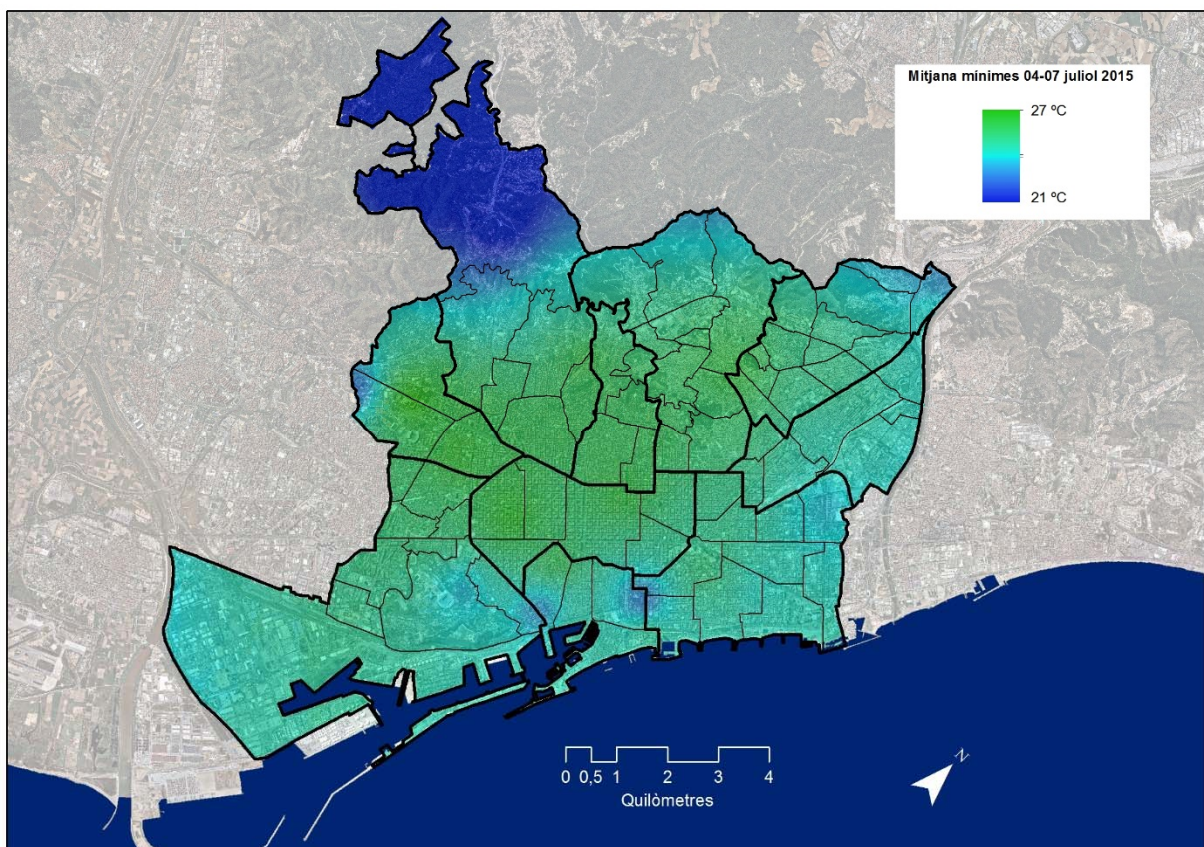 Mitjana mínimes 04-07 juliol 2015
27 ºC
21 ºC
0 0,5 1 2 3 4
Quilòmetres
N